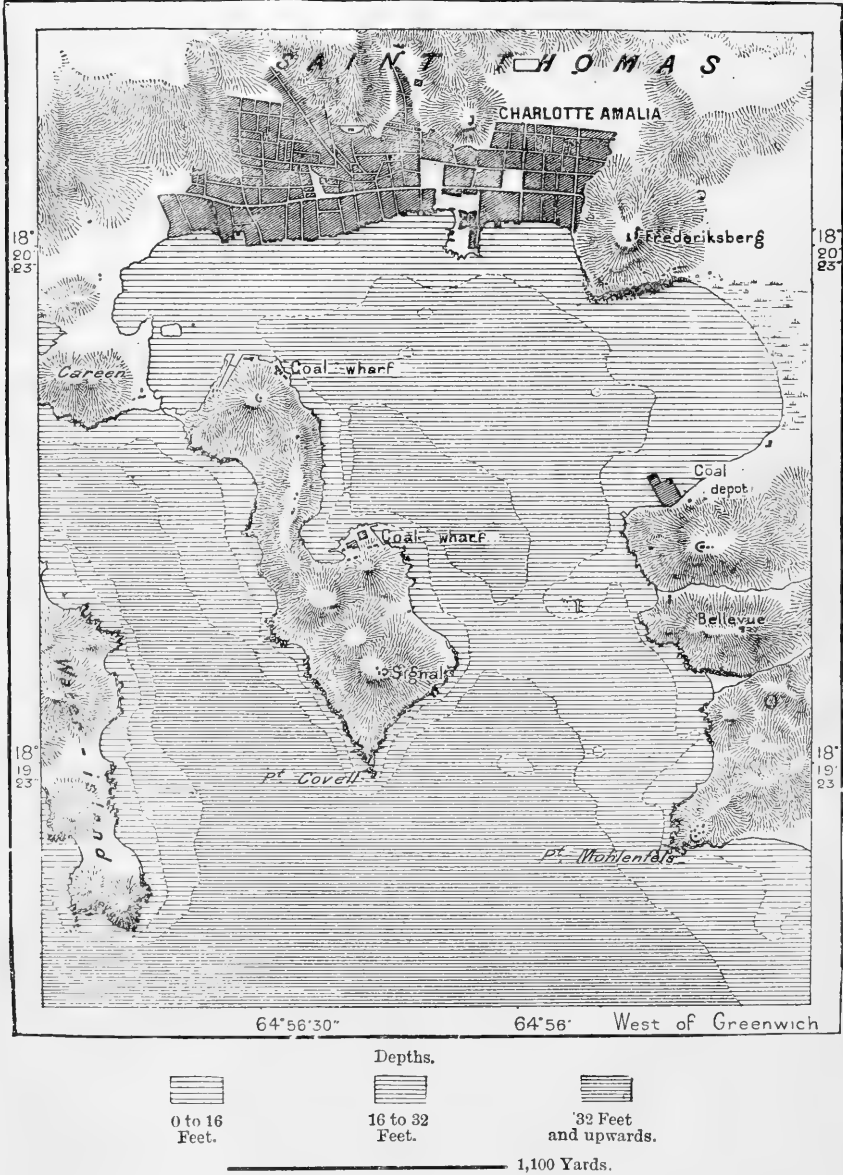 SAINT THOMAS
CHARLOTTE AMALIA
Frederiksberg
18°
20
23"
18°
20
23"
Careen
Coal wharf
Coal
depot
Coal wharf
Bellevue
Signal
Water-Island
18°
19
23"
18°
19
23
Pt. Covell
Pt. Mohlenfels
64°56'30"
64°56'
West of Greenwich
Depths.
0 to 16
Feet.
16 to 32
Feet.
32 Feet
and upwards.
1,100 Yards.